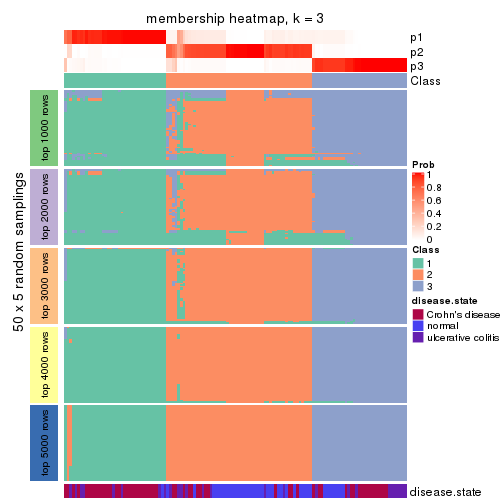 membership heatmap, k = 3
p1
p2
p3
Class
50 x 5 random samplings
top 1000 rows
top 2000 rows
top 3000 rows
top 4000 rows
top 5000 rows
Prob
1
0.8
0.6
0.4
0.2
0
Class
1
2
3
disease.state
Crohn's disease
normal
ulcerative colitis
disease.state